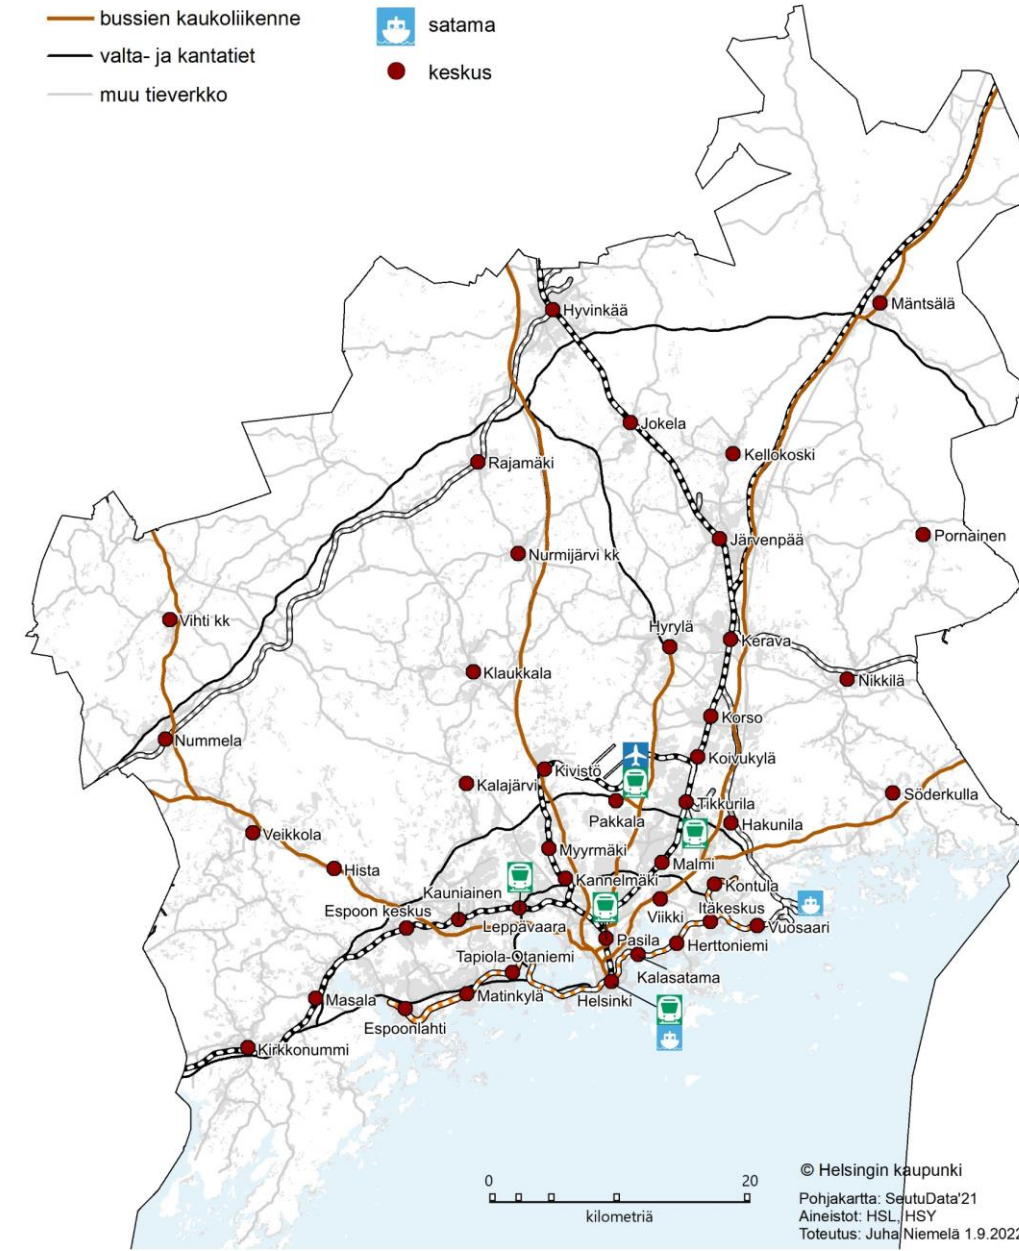 bussien kaukoliikenne
valta- ja kantatiet
muu tieverkko
satama
keskus
Hyvinkää
Mäntsälä
Jokela
Kellokoski
Rajamäki
Järvenpää
Pornainen
Nurmijärvi kk
Vihti kk
Hyrylä
Kerava
Klaukkala
Nikkilä
Korso
Nummela
Koivukylä
Kivistö
Kalajärvi
Söderkulla
Tikkurila
Pakkala
Hakunila
Veikkola
Myyrmäki
Hista
Malmi
Kannelmäki
Kauniainen
Kontula
Espoon keskus
Viikki
Itäkeskus
Leppävaara
Vuosaari
Pasila
Herttoniemi
Tapiola-Otaniemi
Kalasatama
Masala
Matinkylä
Helsinki
Espoonlahti
Kirkkonummi
0
20
kilometriä
© Helsingin kaupunki
Pohjakartta: SeutuData'21
Aineistot: HSL, HSY
Toteutus: Juha Niemelä 1.9.2022